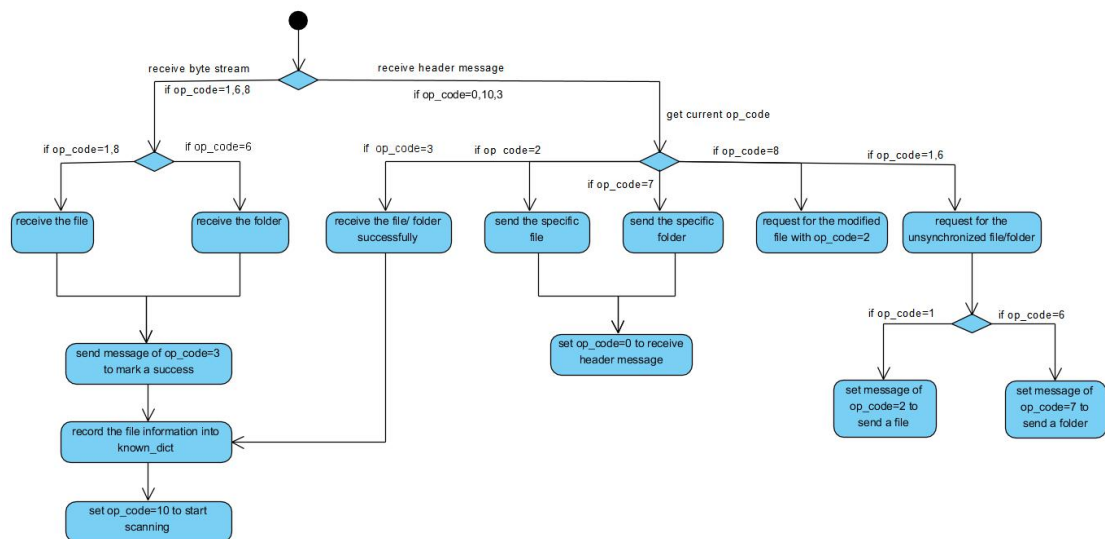 receive byte stream
receive header message
if op_code=1,6,8
if op_code=0,10,3
get current op_code
if op_code=1,8
if op_code=6
if op_code=3
if op code=2
if op_code=7
if op_code=8
if op_code=1,6
receive the file
receive the folder
receive the file/ folder
successfully
send the specific
file
send the specific
folder
request for the modified
file with op_code=2
request for the
unsynchronized file/folder
if op_code=1
if op_code=6
send message of op_code=3
to mark a success
set op_code=0 to receive
header message
set message of
op_code=2 to
send a file
set message of
op_code=7 to
send a folder
record the file information into
known_dict
set op_code=10 to start
scanning